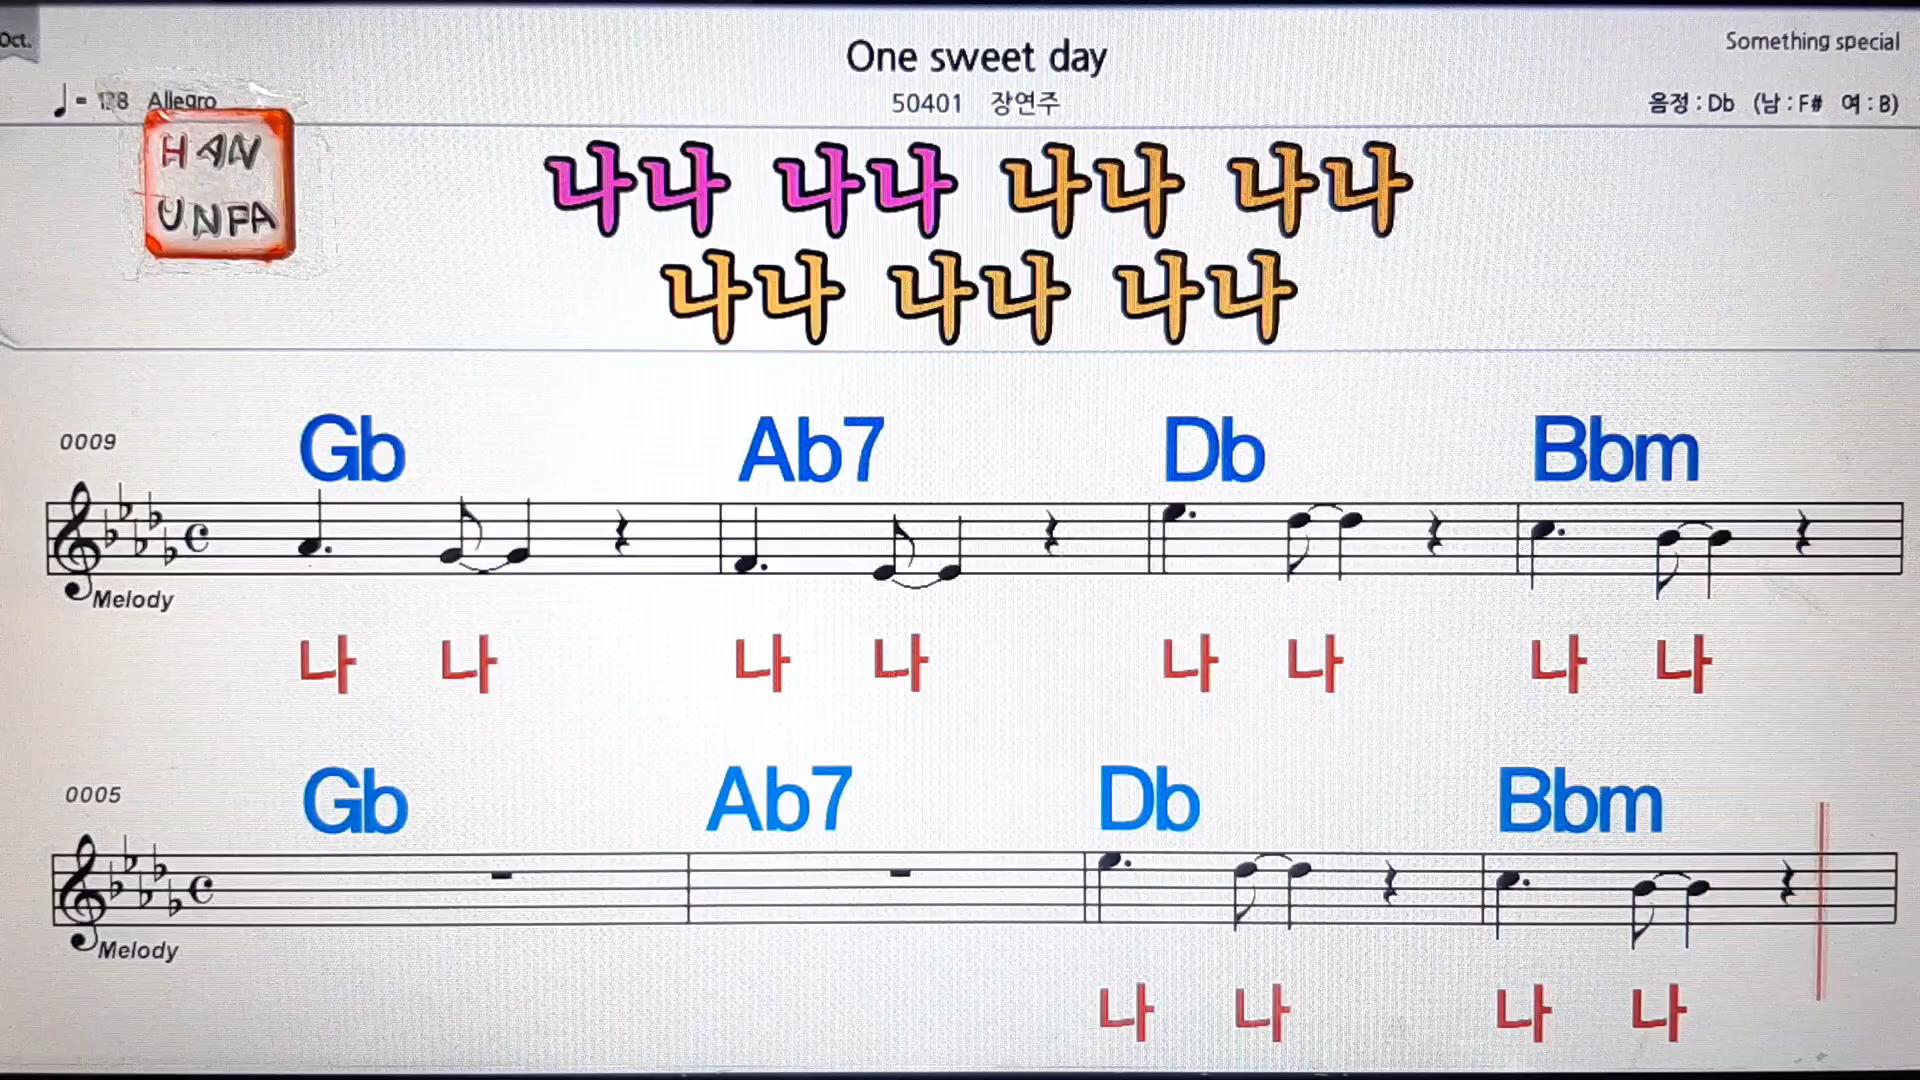 Oct.
One sweet day
Something special
♩= 128 Allegro
50401 장연주
음정 : Db (남 : F# 여 : B)
HAN
UNFA
나나 나나 나나 나나
나나 나나 나나
0009
Gb Ab7 Db Bbm
Melody
나 나 나 나 나 나 나 나
0005
Gb Ab7 Db Bbm
Melody
나 나 나 나